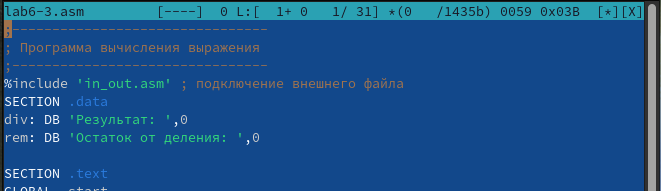 lab6-3.asm [----] 0 L:[ 1+ 0 1/ 31] *(0 /1435b) 0059 0x03B [*][X]
;--------------------------------
; Программа вычисления выражения
;--------------------------------
%include 'in_out.asm' ; подключение внешнего файла
SECTION .data
div: DB 'Результат: ',0
rem: DB 'Остаток от деления: ',0
SECTION .text
GLOBAL _start